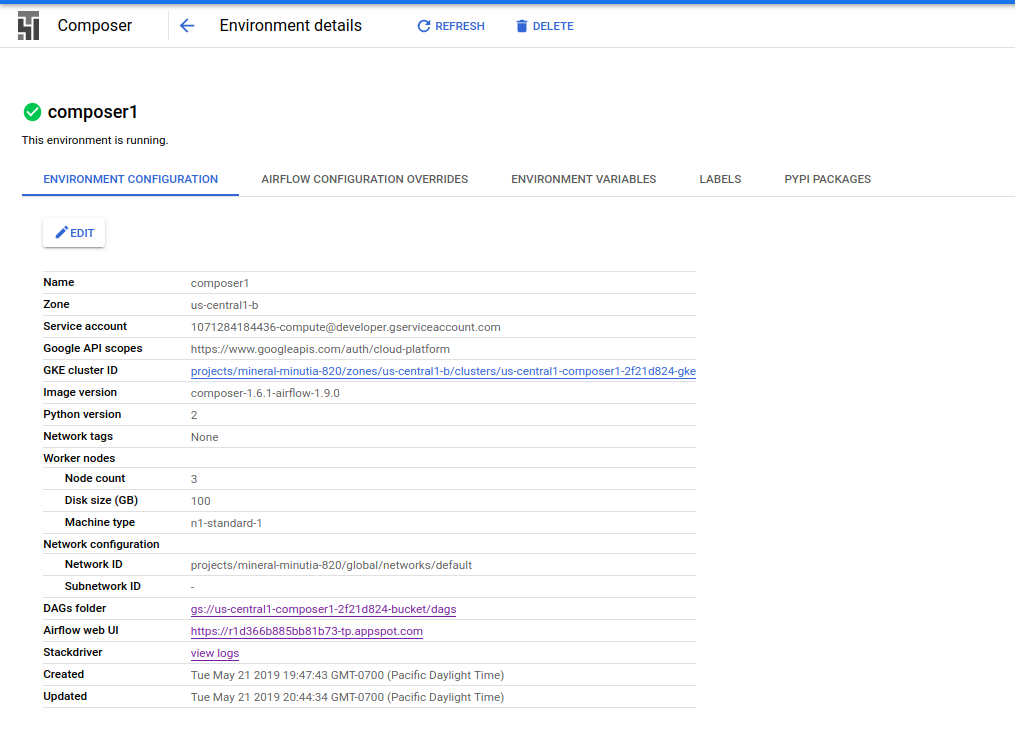 Composer Environment details REFRESH DELETE
composer1
This environment is running.
ENVIRONMENT CONFIGURATION AIRFLOW CONFIGURATION OVERRIDES ENVIRONMENT VARIABLES LABELS PYPI PACKAGES
EDIT
Name composer1
Zone us-central1-b
Service account 1071284184436-compute@developer.gserviceaccount.com
Google API scopes https://www.googleapis.com/auth/cloud-platform
GKE cluster ID projects/mineral-minutia-820/zones/us-central1-b/clusters/us-central1-composer1-2f21d824-gke
Image version composer-1.6.1-airflow-1.9.0
Python version 2
Network tags None
Worker nodes
Node count 3
Disk size (GB) 100
Machine type n1-standard-1
Network configuration
Network ID projects/mineral-minutia-820/global/networks/default
Subnetwork ID -
DAGs folder gs://us-central1-composer1-2f21d824-bucket/dags
Airflow web UI https://r1d366b885bb81b73-tp.appspot.com
Stackdriver view logs
Created Tue May 21 2019 19:47:43 GMT-0700 (Pacific Daylight Time)
Updated Tue May 21 2019 20:44:34 GMT-0700 (Pacific Daylight Time)